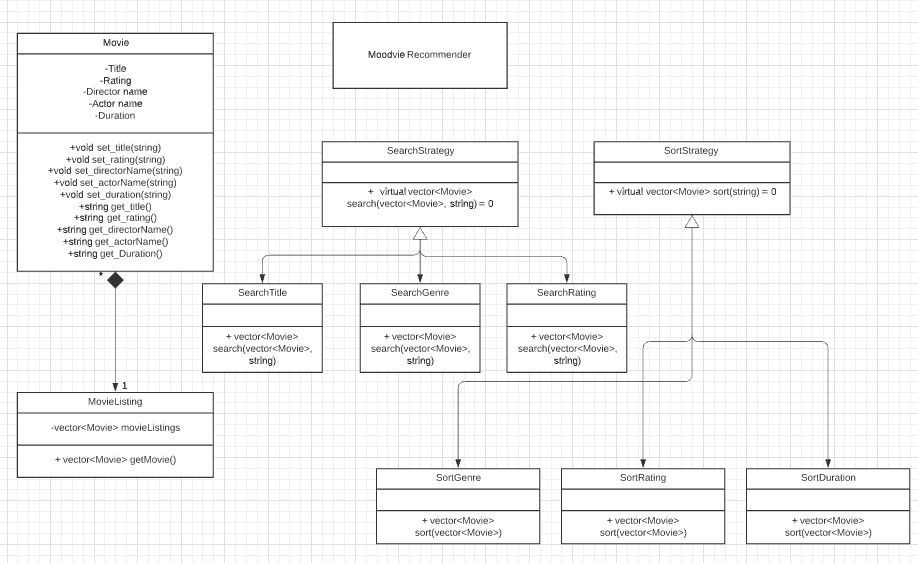 Movie
-Title
-Rating
-Director name
-Actor name
-Duration
+void set_title(string)
+void set_rating(string)
+void set_directorName(string)
+void set_actorName(string)
+void set_duration(string)
+string get_title()
+string get_rating()
+string get_directorName()
+string get_actorName()
+string get_Duration()
*
1
MovieListing
-vector<Movie> movieListings
+ vector<Movie> getMovie()
Moodvie Recommender
SearchStrategy
+ virtual vector<Movie>
search(vector<Movie>, string) = 0
SearchTitle
+ vector<Movie>
search(vector<Movie>,
string)
SearchGenre
+ vector<Movie>
search(vector<Movie>,
string)
SearchRating
+ vector<Movie>
search(vector<Movie>,
string)
SortStrategy
+ virtual vector<Movie> sort(string) = 0
SortGenre
+ vector<Movie>
sort(vector<Movie>)
SortRating
+ vector<Movie>
sort(vector<Movie>)
SortDuration
+ vector<Movie>
sort(vector<Movie>)